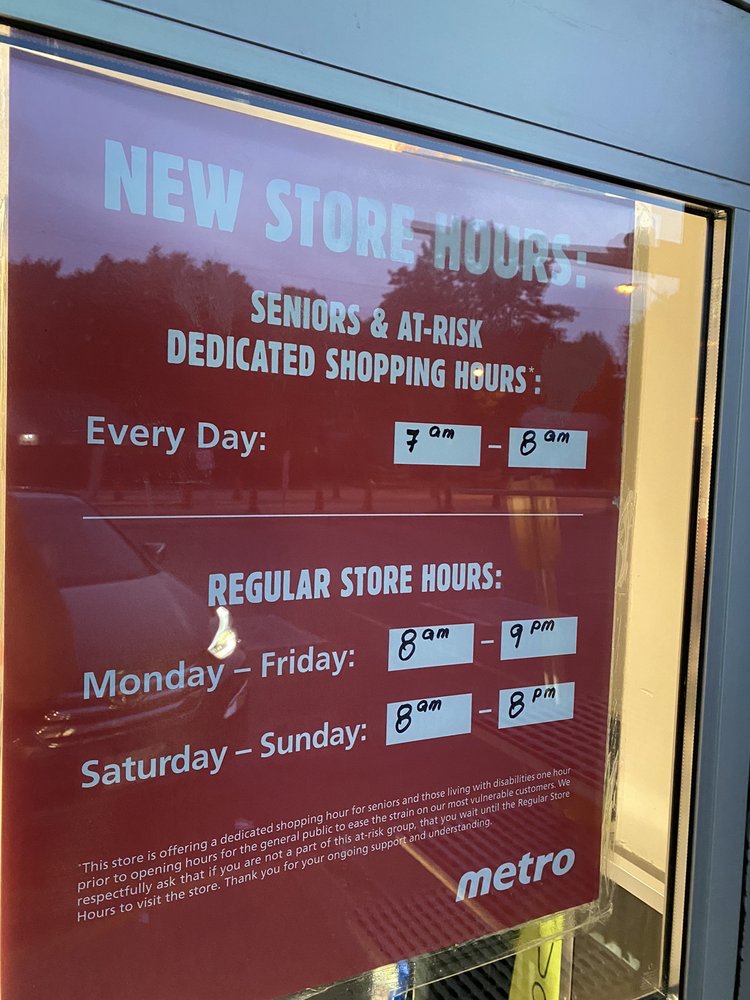 NEW STORE HOURS:
SENIORS & AT-RISK
DEDICATED SHOPPING HOURS*:
Every Day: 7 am – 8 am
REGULAR STORE HOURS:
Monday – Friday: 8 am – 9 pm
Saturday – Sunday: 8 am – 8 pm
*This store is offering a dedicated shopping hour for seniors and those living with disabilities one hour
prior to opening hours for the general public to ease the strain on our most vulnerable customers. We
respectfully ask that if you are not a part of this at-risk group, that you wait until the Regular Store
Hours to visit the store. Thank you for your ongoing support and understanding.
metro